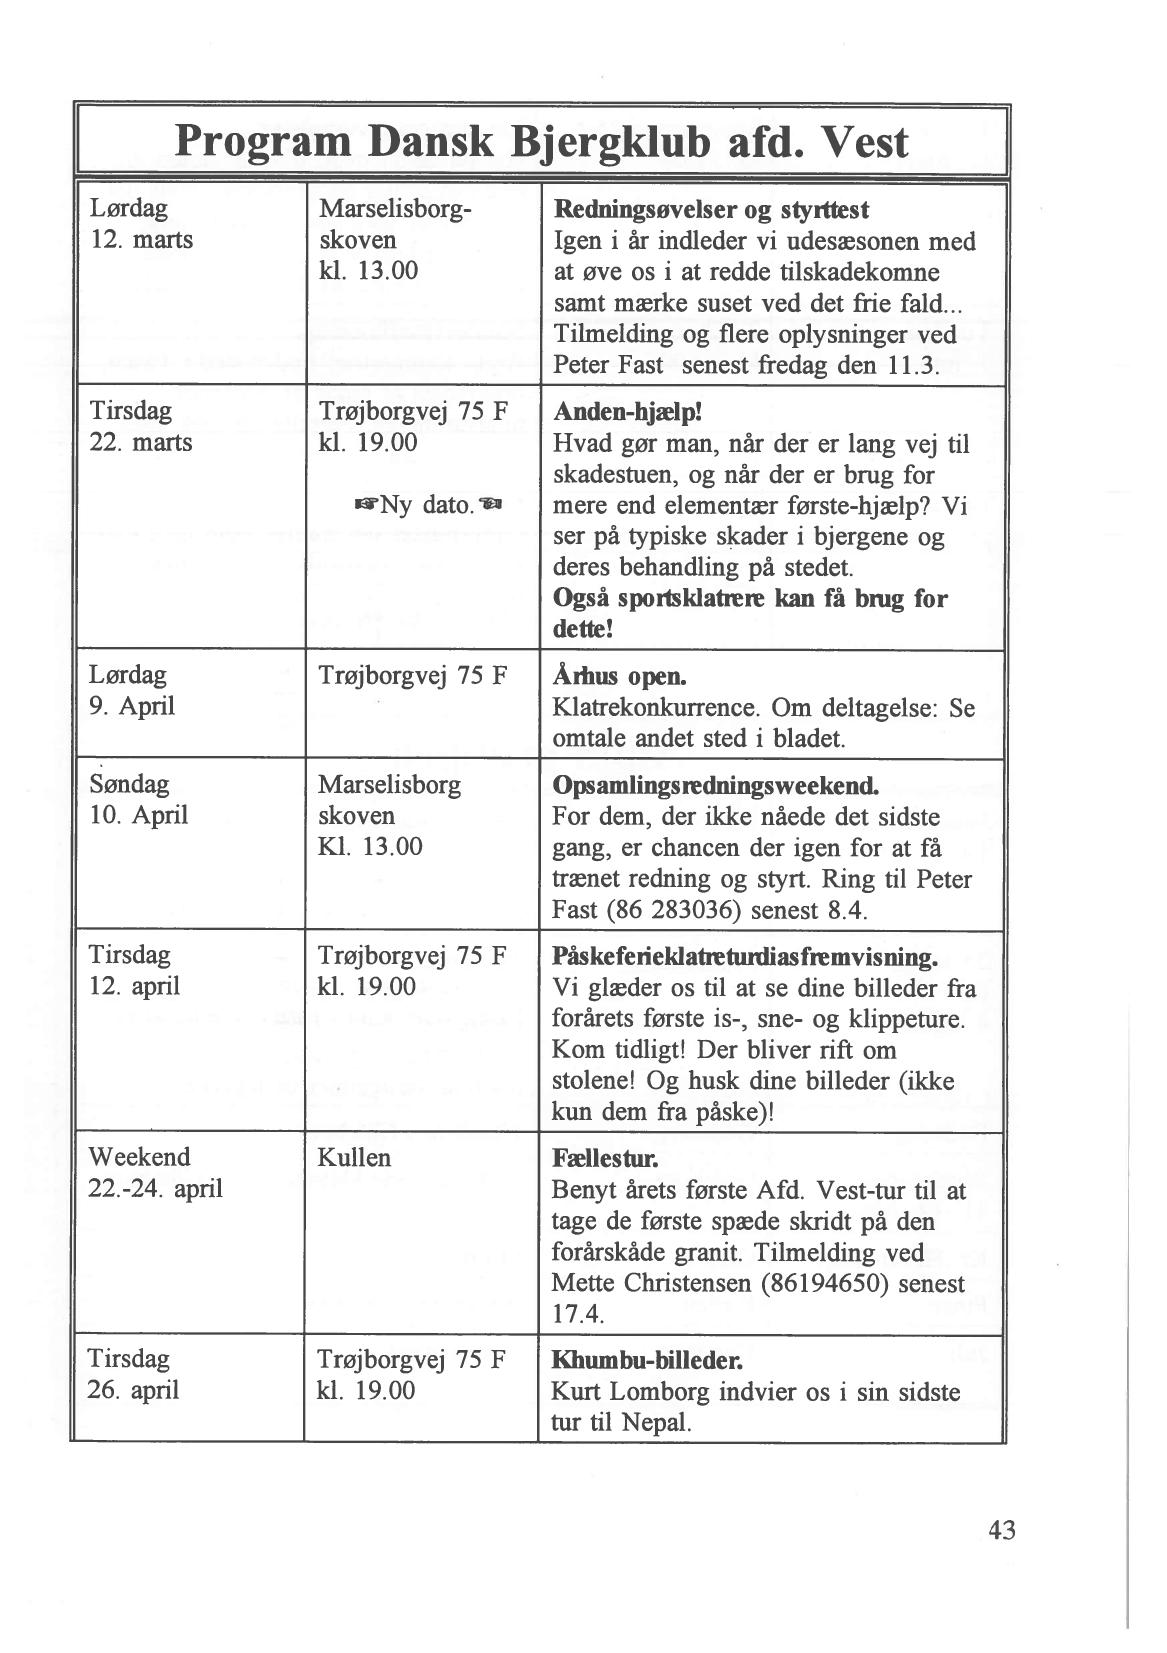 Program Dansk Bjergklub afd. Vest
Lørdag
12. marts
Marselisborg-
skoven
kl. 13.00
Redningsøvelser og styrttest
Igen i år indleder vi udesæsonen med
at øve os i at redde tilskadekomne
samt mærke suset ved det frie fald...
Tilmelding og flere oplysninger ved
Peter Fast senest fredag den 11.3.
Tirsdag
22. marts
Trøjborgvej 75 F
kl. 19.00
☞Ny dato.☜
Anden-hjælp!
Hvad gør man, når der er lang vej til
skadestuen, og når der er brug for
mere end elementær første-hjælp? Vi
ser på typiske skader i bjergene og
deres behandling på stedet.
Også sportsklatrere kan få brug for
dette!
Lørdag
9. April
Trøjborgvej 75 F
Århus open.
Klatrekonkurrence. Om deltagelse: Se
omtale andet sted i bladet.
Søndag
10. April
Marselisborg
skoven
Kl. 13.00
Opsamlingsredningsweekend.
For dem, der ikke nåede det sidste
gang, er chancen der igen for at få
trænet redning og styrt. Ring til Peter
Fast (86 283036) senest 8.4.
Tirsdag
12. april
Trøjborgvej 75 F
kl. 19.00
Påskeferieklatreturdiasfremvisning.
Vi glæder os til at se dine billeder fra
forårets første is-, sne- og klippeture.
Kom tidligt! Der bliver rift om
stolene! Og husk dine billeder (ikke
kun dem fra påske)!
Weekend
22.-24. april
Kullen
Fællestur.
Benyt årets første Afd. Vest-tur til at
tage de første spæde skridt på den
forårskåde granit. Tilmelding ved
Mette Christensen (86194650) senest
17.4.
Tirsdag
26. april
Trøjborgvej 75 F
kl. 19.00
Khumbu-billeder.
Kurt Lomborg indvier os i sin sidste
tur til Nepal.
43